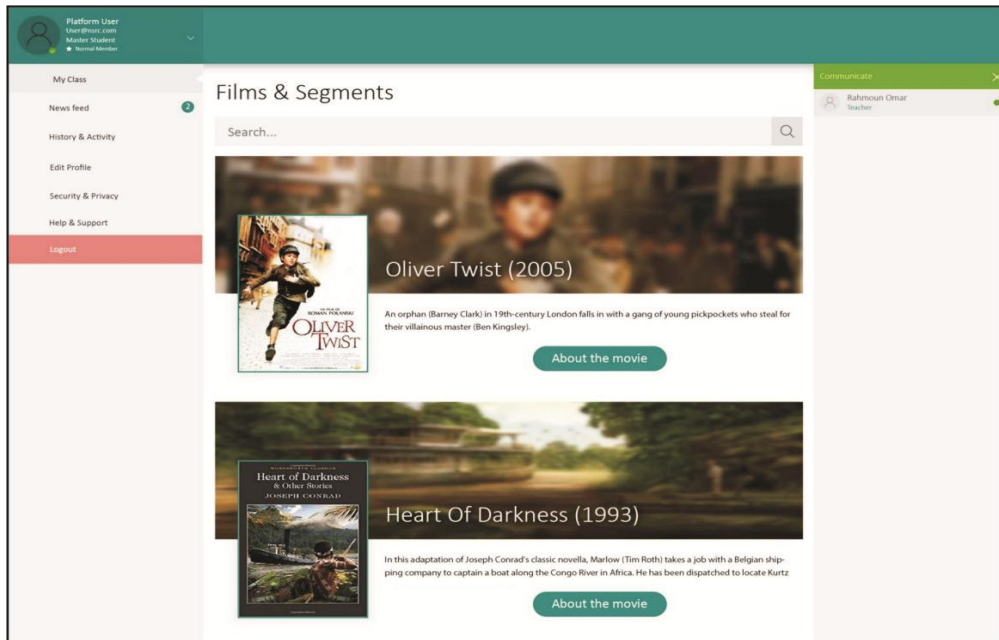 Platform User
User@nsrc.com
Master Student
Normal Member
My Class
News feed
2
History & Activity
Edit Profile
Security & Privacy
Help & Support
Logout
Films & Segments
Search...
Oliver Twist (2005)
ROMAN POLANSKI
OLIVER
TWIST
An orphan (Barney Clark) in 19th-century London falls in with a gang of young pickpockets who steal for
their villainous master (Ben Kingsley).
About the movie
Heart of Darkness
& Other Stories
JOSEPH CONRAD
Heart Of Darkness (1993)
In this adaptation of Joseph Conrad's classic novella, Marlow (Tim Roth) takes a job with a Belgian ship-
ping company to captain a boat along the Congo River in Africa. He has been dispatched to locate Kurtz
About the movie
Communicate
Rahmoun Omar
Teacher